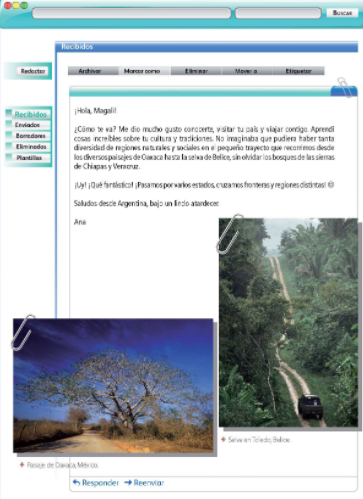 Buscar
Recibidos
Redactar
Archivar Marcar como Eliminar Mover a Etiquetar
Recibidos
Enviados
Borradores
Eliminados
Plantillas
¡Hola, Magali!
¿Cómo te va? Me dio mucho gusto conocerte, visitar tu país y viajar contigo. Aprendí
cosas increíbles sobre tu cultura y tradiciones. No imaginaba que pudiera haber tanta
diversidad de regiones naturales y sociales en el pequeño trayecto que recorrimos desde
los diversos paisajes de Oaxaca hasta la selva de Belice, sin olvidar los bosques de las sierras
de Chiapas y Veracruz.
¡Uy! ¡Qué fantástico! ¡Pasamos por varios estados, cruzamos fronteras y regiones distintas! ☺
Saludos desde Argentina, bajo un lindo atardecer.
Ana
Selva en Toledo, Belice.
Paisaje de Oaxaca, México.
Responder Reenviar